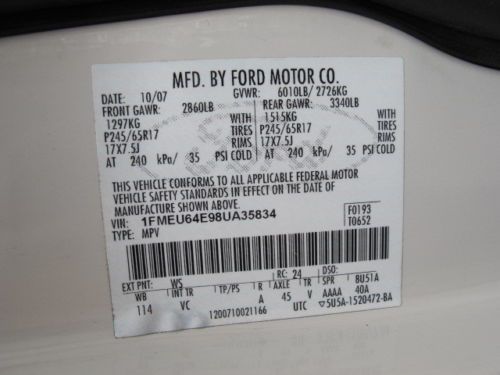 MFD. BY FORD MOTOR CO.
DATE: 10/07 GVWR: 6010LB/ 2726KG
FRONT GAWR: 2860LB REAR GAWR: 3340LB
1297KG WITH 1515KG WITH
P245/65R17 TIRES P245/65R17 TIRES
17X7.5J RIMS 17X7.5J RIMS
AT 240 kPa/ 35 PSI COLD AT 240 kPa/ 35 PSI COLD
THIS VEHICLE CONFORMS TO ALL APPLICABLE FEDERAL MOTOR
VEHICLE SAFETY STANDARDS IN EFFECT ON THE DATE OF
MANUFACTURE SHOWN ABOVE.
VIN: 1FMEU64E98UA35834 F0193
TYPE: MPV T0652
EXT PNT: WS RC: 24 DSO:
WB INT TR TP/PS R AXLE TR SPR 8U51A
114 VC A 45 V AAAA 40A
1200710021166 UTC ▽5U5A-1520472-BA